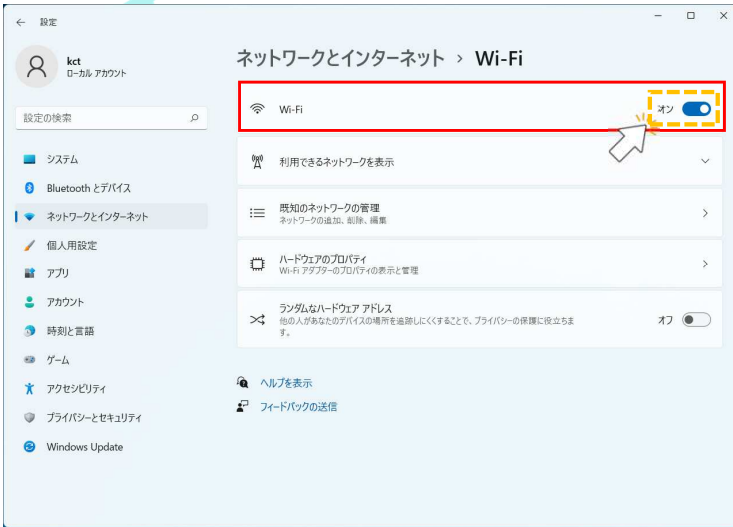 設定
kct
ローカル アカウント
設定の検索
システム
Bluetooth とデバイス
ネットワークとインターネット
個人用設定
アプリ
アカウント
時刻と言語
ゲーム
アクセシビリティ
プライバシーとセキュリティ
Windows Update
ネットワークとインターネット › Wi-Fi
Wi-Fi
オン
利用できるネットワークを表示
既知のネットワークの管理
ネットワークの追加、削除、編集
ハードウェアのプロパティ
Wi-Fi アダプターのプロパティの表示と管理
ランダムなハードウェア アドレス
他の人があなたのデバイスの場所を追跡しにくくすることで、プライバシーの保護に役立ちま
す。
オフ
ヘルプを表示
フィードバックの送信